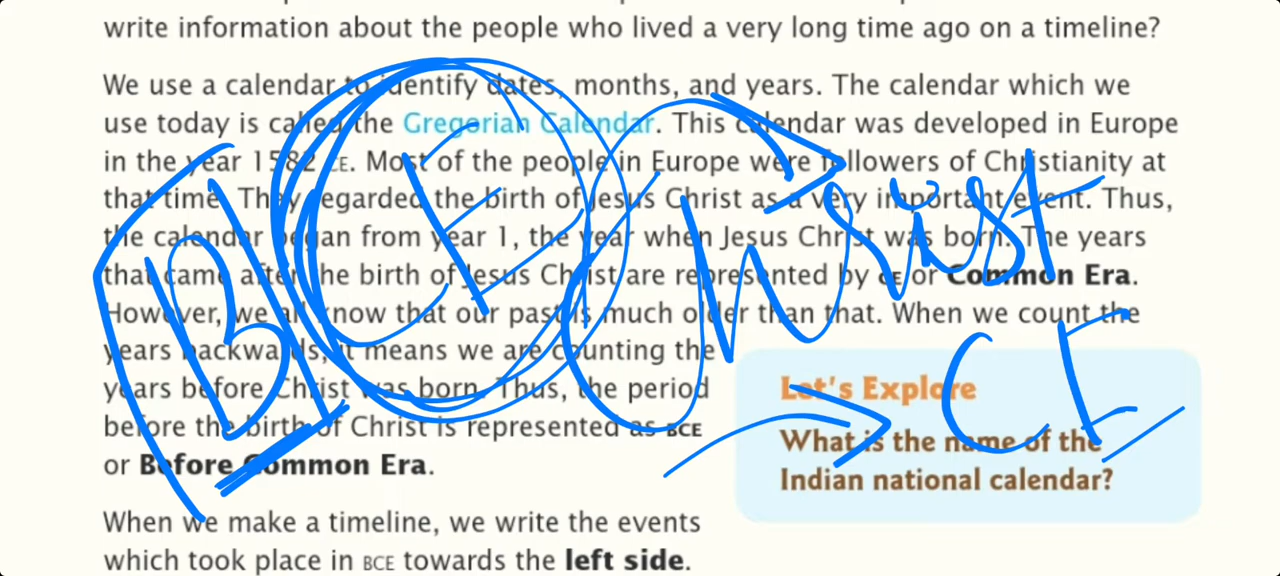 write information about the people who lived a very long time ago on a timeline?
We use a calendar to identify dates, months, and years. The calendar which we
use today is called the Gregorian Calendar. This calendar was developed in Europe
in the year 1582 CE. Most of the people in Europe were followers of Christianity at
that time. They regarded the birth of Jesus Christ as a very important event. Thus,
the calendar began from year 1, the year when Jesus Christ was born. The years
that came after the birth of Jesus Christ are represented by CE or Common Era.
However, we all know that our past is much older than that. When we count the
years backwards, it means we are counting the
years before Christ was born. Thus, the period
before the birth of Christ is represented as BCE
or Before Common Era.
When we make a timeline, we write the events
which took place in BCE towards the left side.
Let's Explore
What is the name of the
Indian national calendar?
B CE
CE